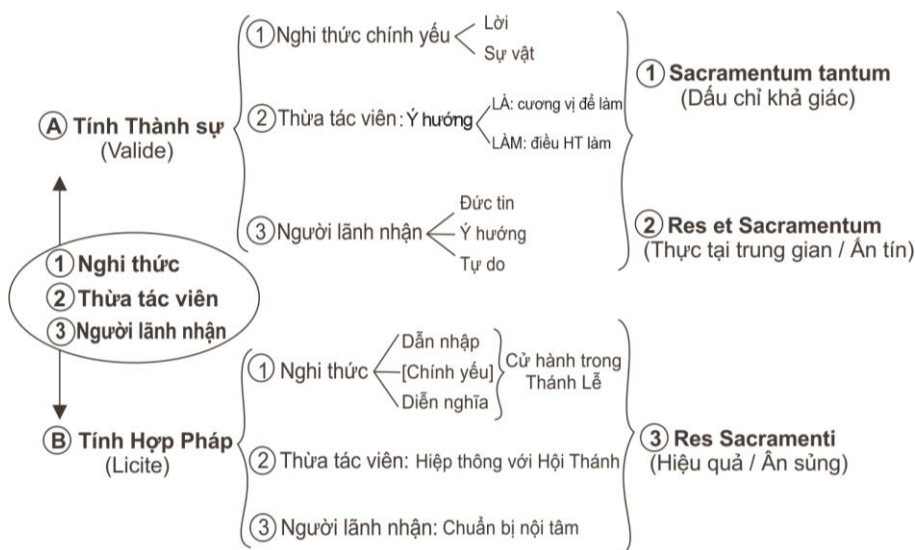 ① Nghi thức chính yếu
Lời
Sự vật
① Sacramentum tantum
(Dấu chỉ khả giác)
Ⓐ Tính Thành sự
(Valide)
② Thừa tác viên: Ý hướng
LÀ: cương vị để làm
LÀM: điều HT làm
③ Người lãnh nhận
Đức tin
Ý hướng
Tự do
② Res et Sacramentum
(Thực tại trung gian / Ấn tín)
① Nghi thức
② Thừa tác viên
③ Người lãnh nhận
① Nghi thức
Dẫn nhập
[Chính yếu]
Diễn nghĩa
Cử hành trong
Thánh Lễ
Ⓑ Tính Hợp Pháp
(Licite)
② Thừa tác viên: Hiệp thông với Hội Thánh
③ Người lãnh nhận: Chuẩn bị nội tâm
③ Res Sacramenti
(Hiệu quả / Ân sủng)